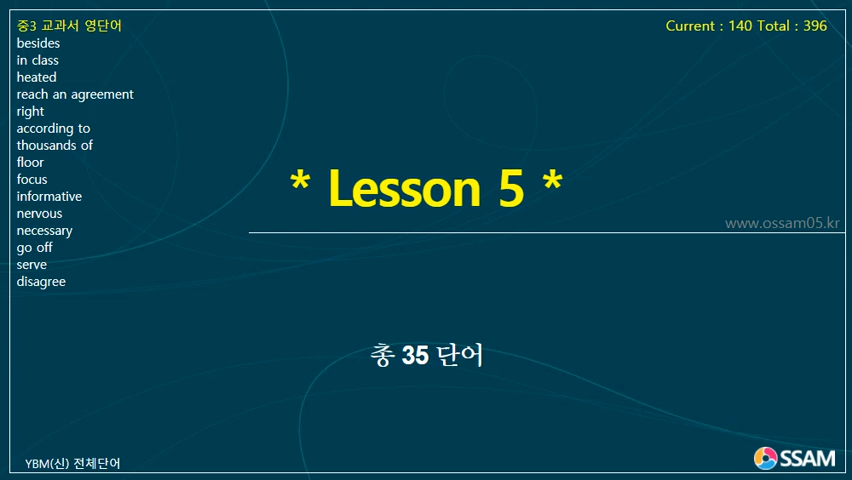 중3 교과서 영단어
Current : 140 Total : 396
besides
in class
heated
reach an agreement
right
according to
thousands of
floor
focus
informative
nervous
necessary
go off
serve
disagree
* Lesson 5 *
www.ossam05.kr
총 35 단어
YBM(신) 전체단어
OSSAM